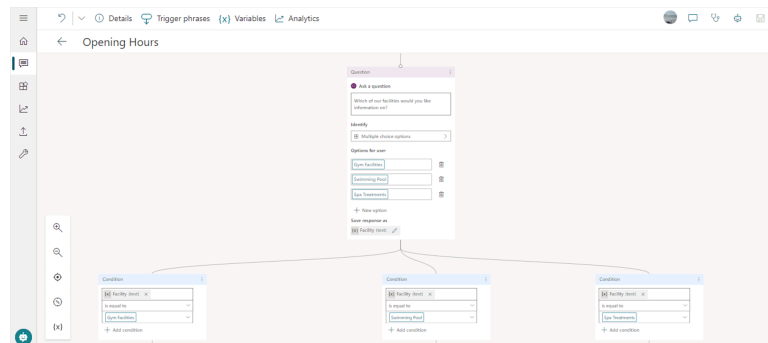 Details
Trigger phrases
{x} Variables
Analytics
Opening Hours
Question
Ask a question
Which of our facilities would you like
information on?
Identify
Multiple choice options
Options for user
Gym Facilities
Swimming Pool
Spa Treatments
+ New option
Save response as
{x} Facility (text)
Condition
{x} Facility (text) ×
is equal to
Gym Facilities
+ Add condition
Condition
{x} Facility (text) ×
is equal to
Swimming Pool
+ Add condition
Condition
{x} Facility (text) ×
is equal to
Spa Treatments
+ Add condition
{x}